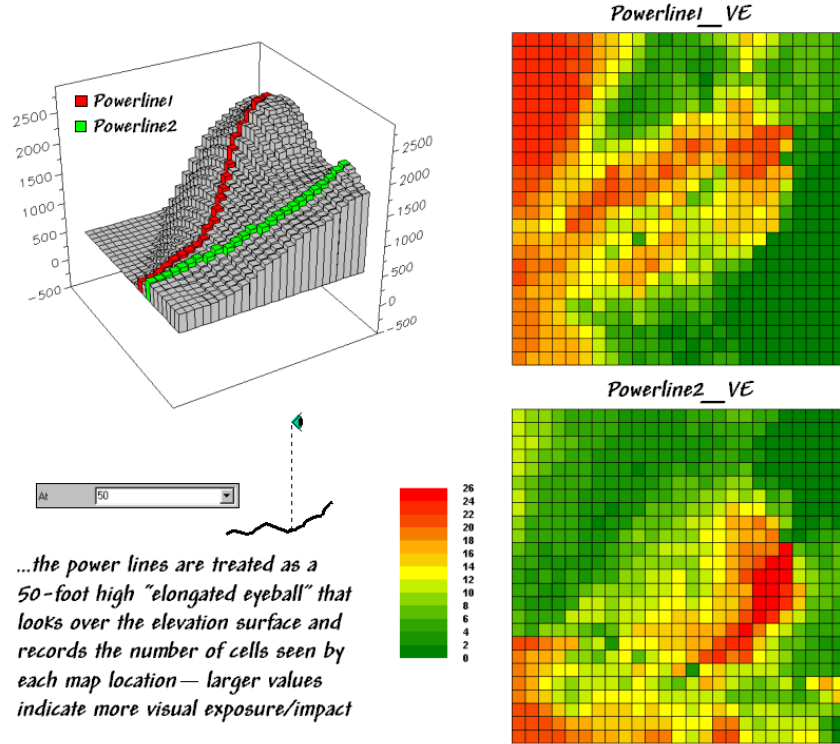 Powerline1__VE
Powerline1
Powerline2
2500
2000
1500
1000
500
0
-500
2500
2000
1500
1000
500
0
-500
Powerline2__VE
At 50
26
24
22
20
18
16
14
12
10
8
6
4
2
0
...the power lines are treated as a
50-foot high "elongated eyeball" that
looks over the elevation surface and
records the number of cells seen by
each map location — larger values
indicate more visual exposure/impact